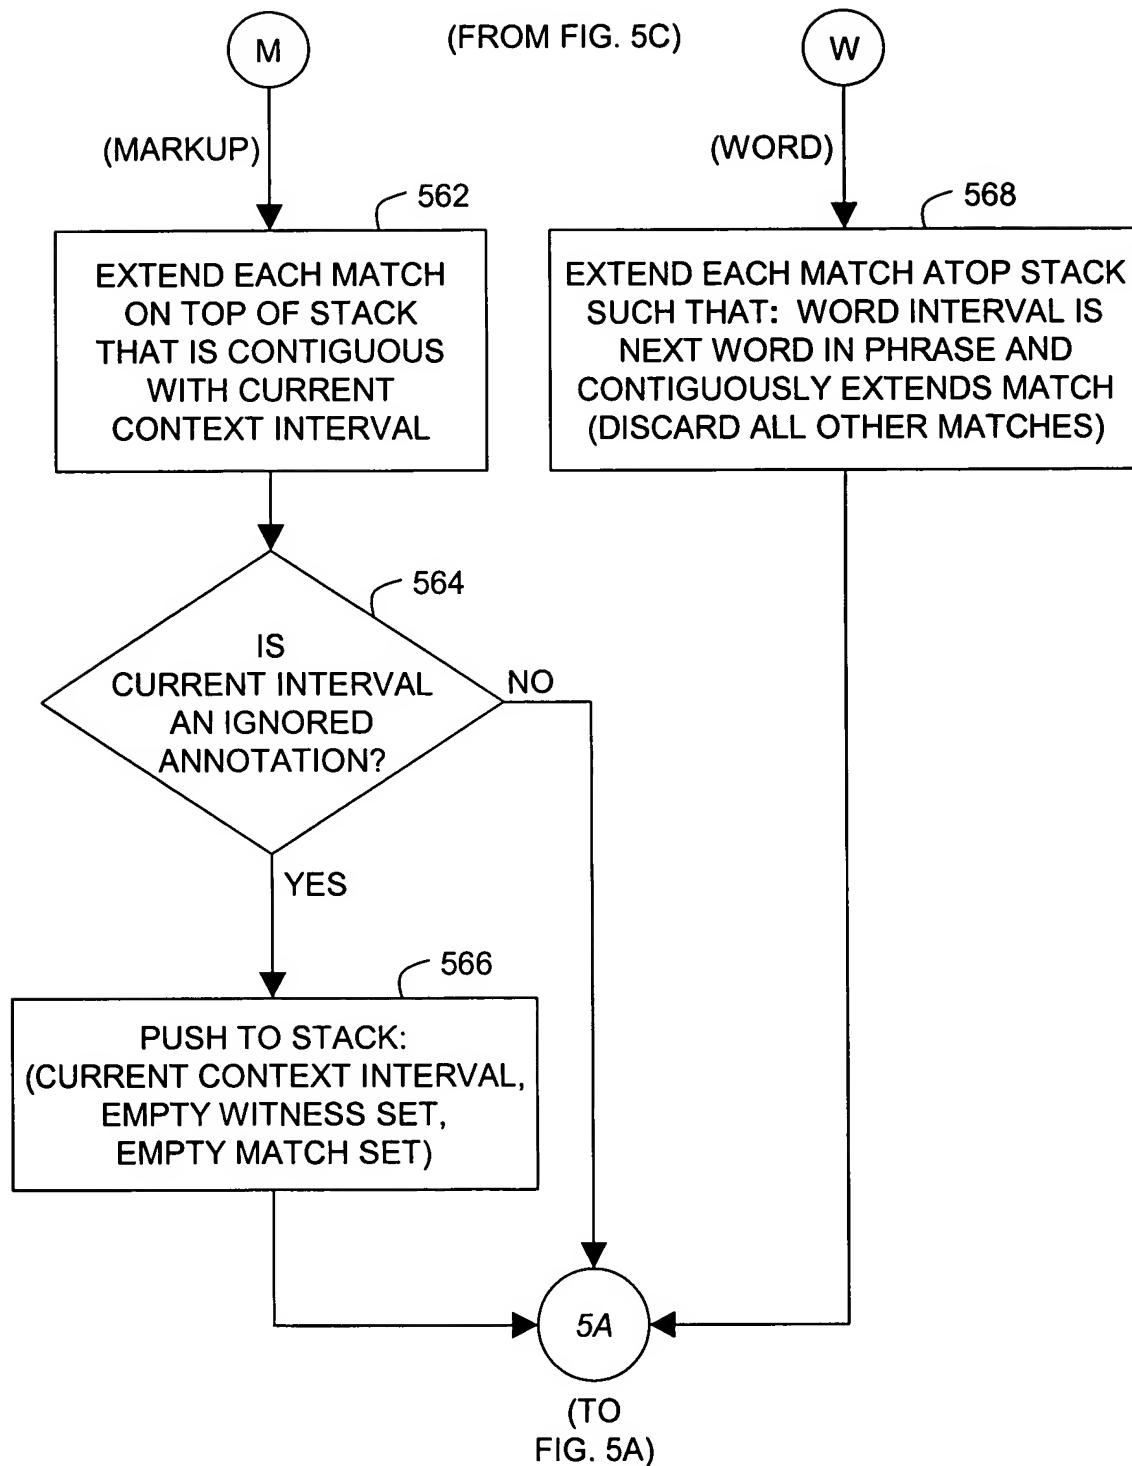 M
(FROM FIG. 5C)
W
(MARKUP)
(WORD)
562
568
EXTEND EACH MATCH
ON TOP OF STACK
THAT IS CONTIGUOUS
WITH CURRENT
CONTEXT INTERVAL
EXTEND EACH MATCH ATOP STACK
SUCH THAT: WORD INTERVAL IS
NEXT WORD IN PHRASE AND
CONTIGUOUSLY EXTENDS MATCH
(DISCARD ALL OTHER MATCHES)
564
IS
CURRENT INTERVAL
AN IGNORED
ANNOTATION?
NO
YES
566
PUSH TO STACK:
(CURRENT CONTEXT INTERVAL,
EMPTY WITNESS SET,
EMPTY MATCH SET)
5A
(TO
FIG. 5A)